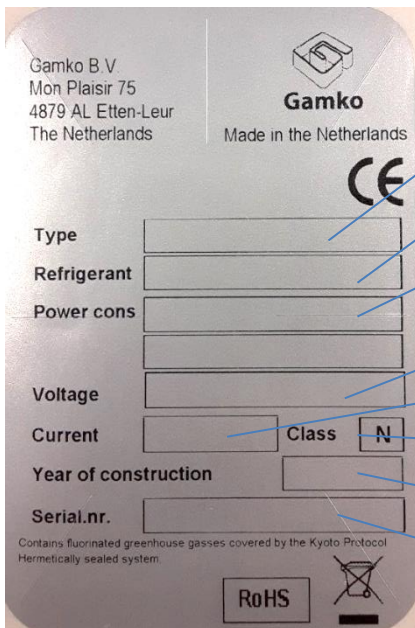 Gamko B.V.
Mon Plaisir 75
4879 AL Etten-Leur
The Netherlands
Gamko
Made in the Netherlands
CE
Type
Refrigerant
Power cons
Voltage
Current
Class N
Year of construction
Serial.nr.
Contains fluorinated greenhouse gasses covered by the Kyoto Protocol
Hermetically sealed system.
RoHS